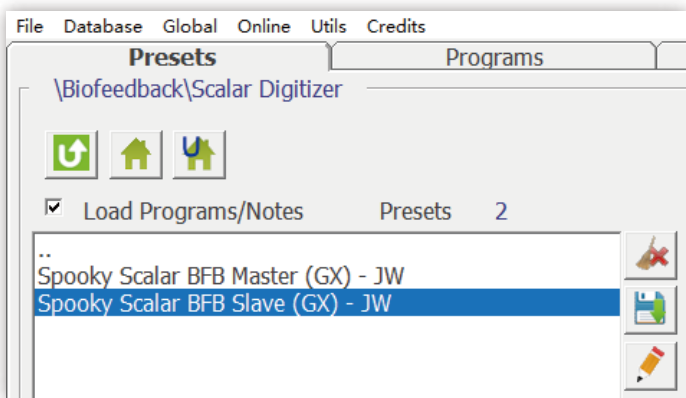 File Database Global Online Utils Credits
Presets Programs
\Biofeedback\Scalar Digitizer
U
Load Programs/Notes Presets 2
..
Spooky Scalar BFB Master (GX) - JW
Spooky Scalar BFB Slave (GX) - JW